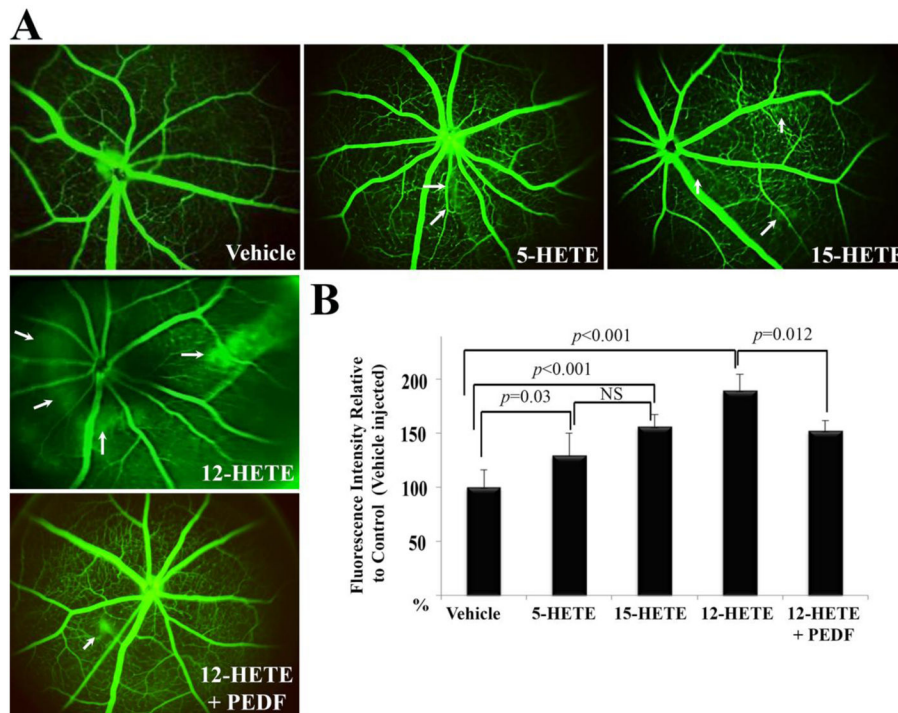 A
Vehicle
5-HETE
15-HETE
12-HETE
12-HETE
+ PEDF
B
Fluorescence Intensity Relative
to Control (Vehicle injected)
p<0.001
p=0.012
p<0.001
p=0.03
NS
200
150
100
50
%
Vehicle
5-HETE
15-HETE
12-HETE
12-HETE
+ PEDF